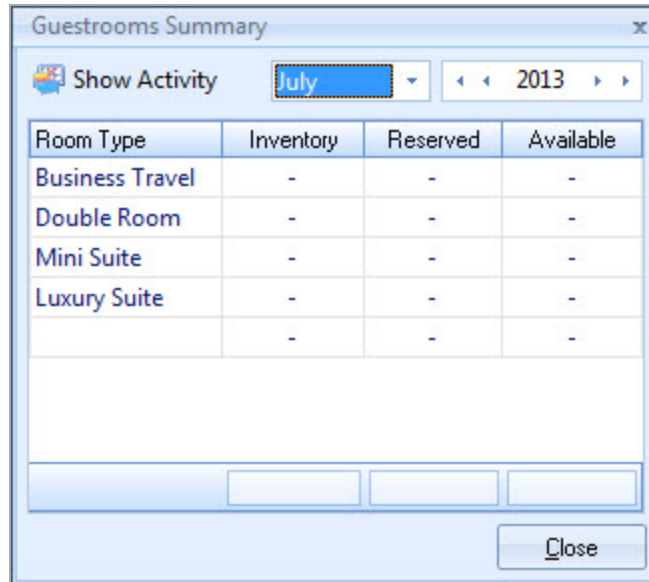 Guestrooms Summary x
Show Activity July 2013
Room Type Inventory Reserved Available
Business Travel - - -
Double Room - - -
Mini Suite - - -
Luxury Suite - - -
- - -
Close